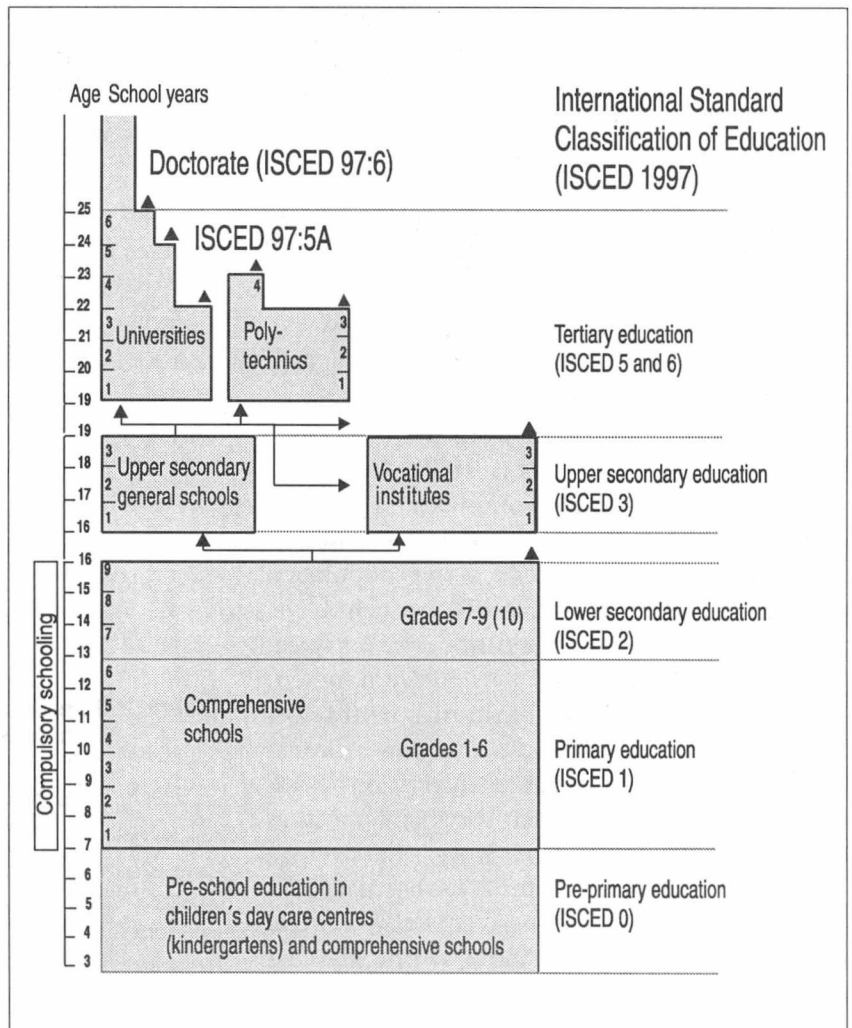 Age School years
International Standard
Classification of Education
(ISCED 1997)
Doctorate (ISCED 97:6)
25
6
24
5
ISCED 97:5A
23
4
4
22
3
Universities
Poly-
technics
3
21
2
2
20
1
1
19
Tertiary education
(ISCED 5 and 6)
19
3
Upper secondary
general schools
Vocational
institutes
3
18
2
2
17
1
1
16
Upper secondary education
(ISCED 3)
Compulsory schooling
16
9
15
8
14
7
13
Grades 7-9 (10)
Lower secondary education
(ISCED 2)
6
12
5
11
4
10
3
9
2
8
1
7
Comprehensive
schools
Grades 1-6
Primary education
(ISCED 1)
6
5
4
3
Pre-school education in
children´s day care centres
(kindergartens) and comprehensive schools
Pre-primary education
(ISCED 0)